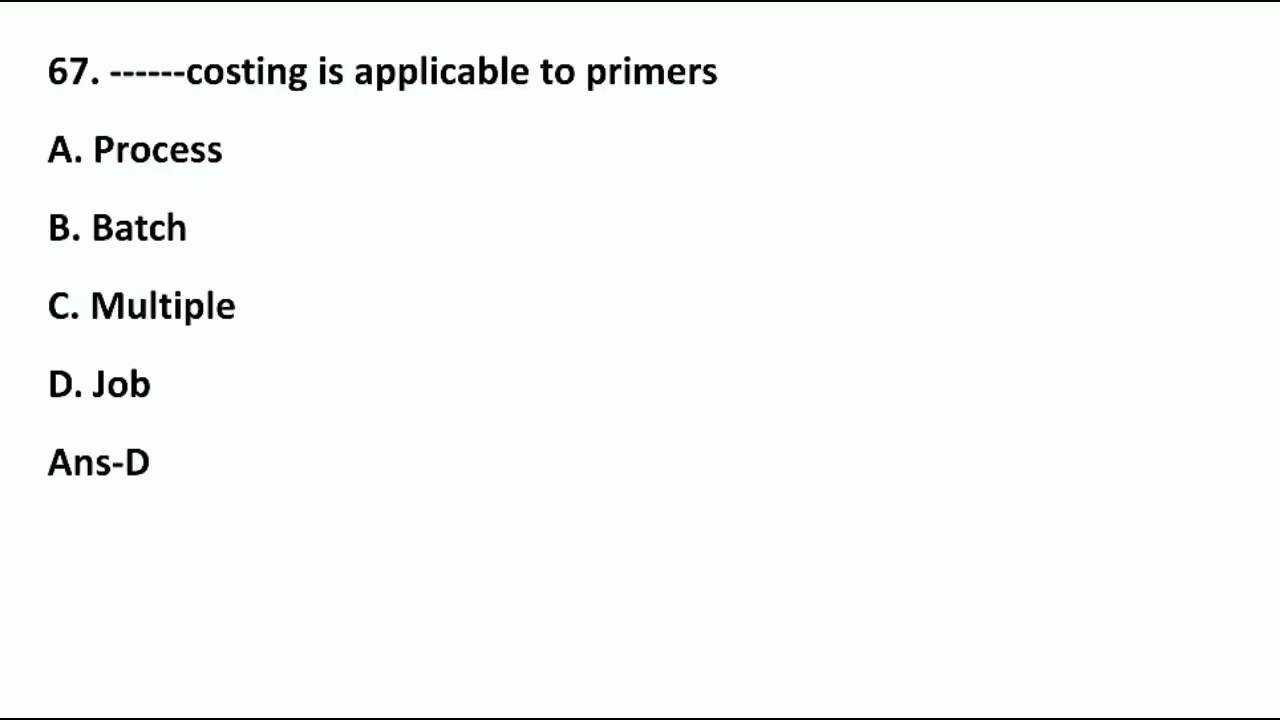 67. ------costing is applicable to primers
A. Process
B. Batch
C. Multiple
D. Job
Ans-D